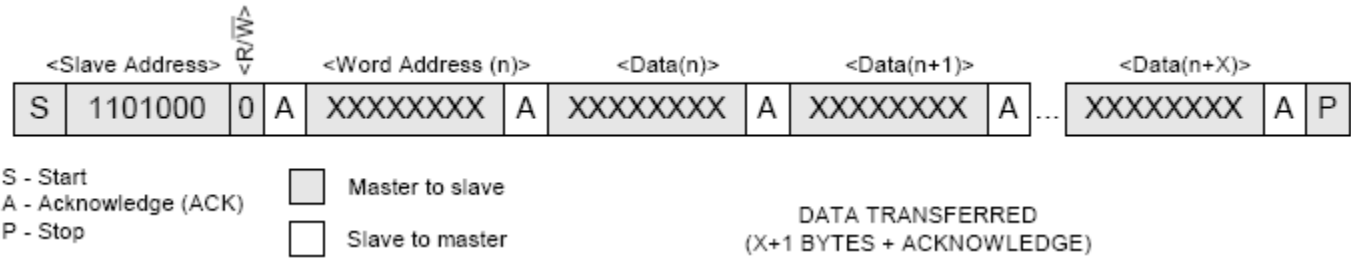 <R/W̅>
<Slave Address> <Word Address (n)> <Data(n)> <Data(n+1)> <Data(n+X)>
S 1101000 0 A XXXXXXXX A XXXXXXXX A XXXXXXXX A ... XXXXXXXX A P
S - Start
A - Acknowledge (ACK)
P - Stop
Master to slave
Slave to master
DATA TRANSFERRED
(X+1 BYTES + ACKNOWLEDGE)